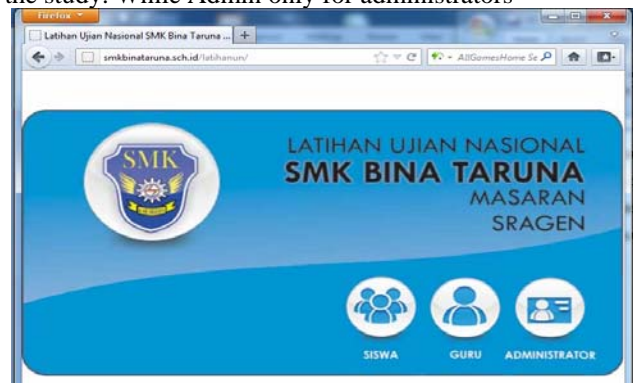 the study. While Admin only for administrators
Firefox
Latihan Ujian Nasional SMK Bina Taruna ...
smkbinataruna.sch.id/latihanun/
AllGamesHome Se
SMK
LATIHAN UJIAN NASIONAL
SMK BINA TARUNA
MASARAN
SRAGEN
SISWA GURU ADMINISTRATOR